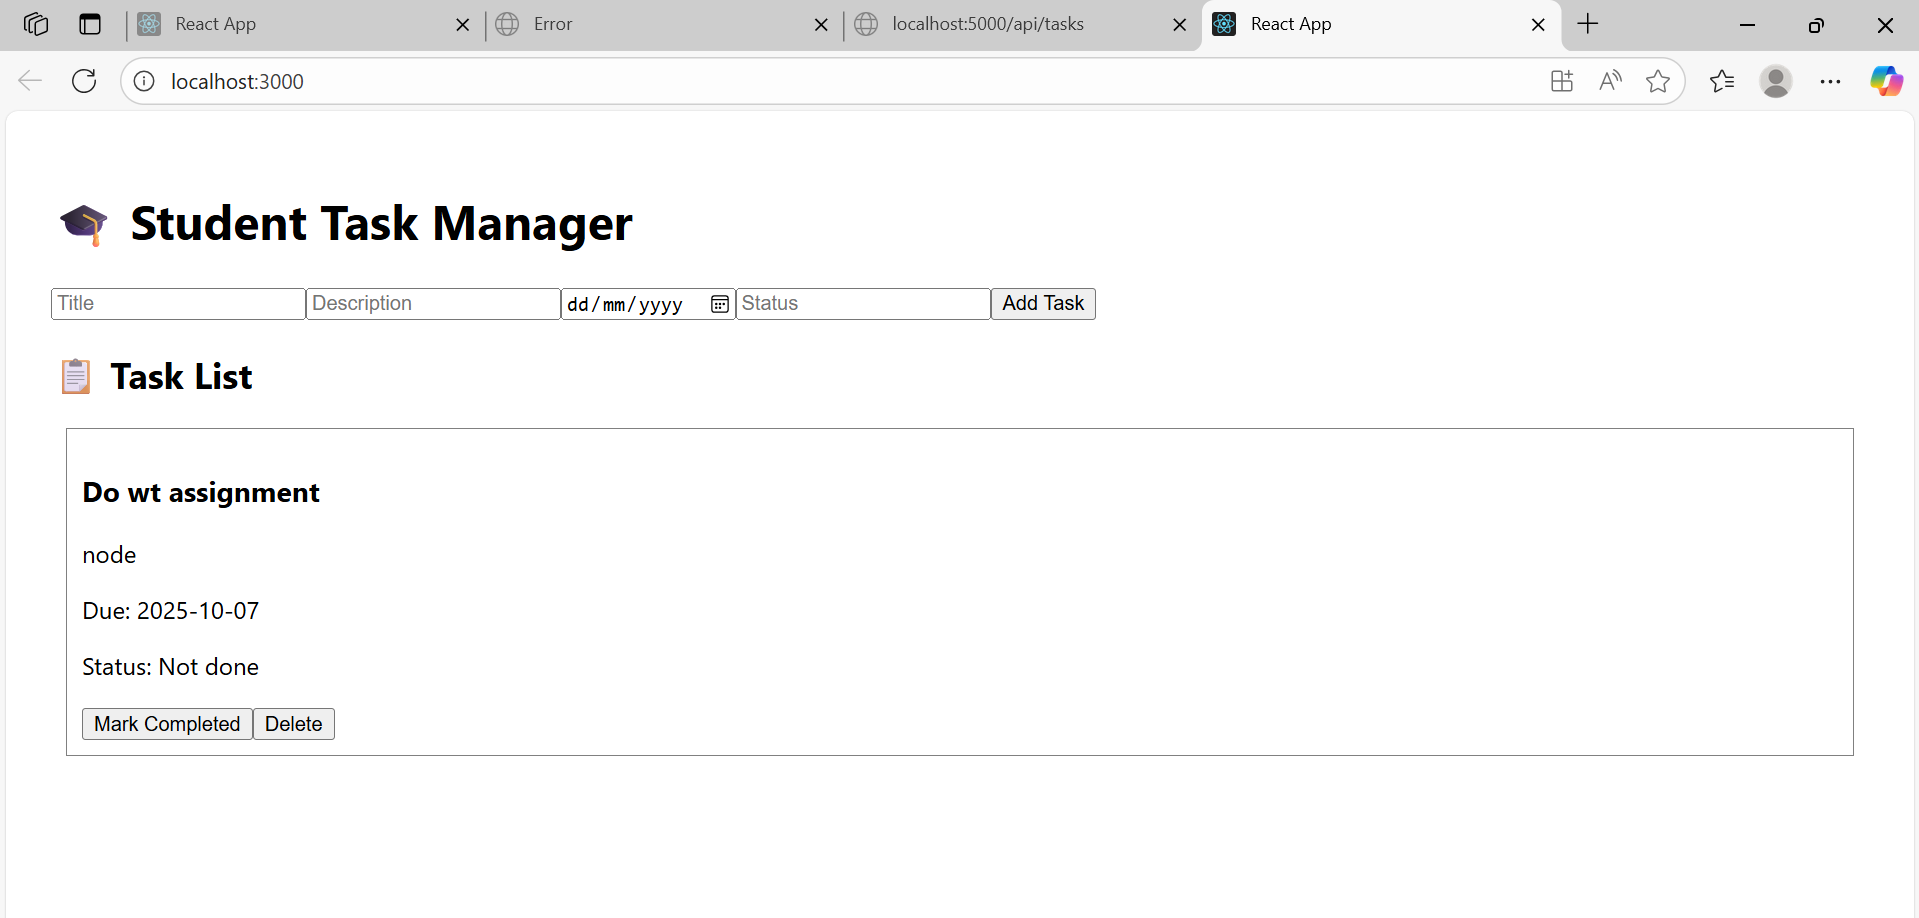 React App
Error
localhost:5000/api/tasks
React App
localhost:3000
🎓 Student Task Manager
Title Description dd/mm/yyyy Status Add Task
📋 Task List
Do wt assignment
node
Due: 2025-10-07
Status: Not done
Mark Completed Delete